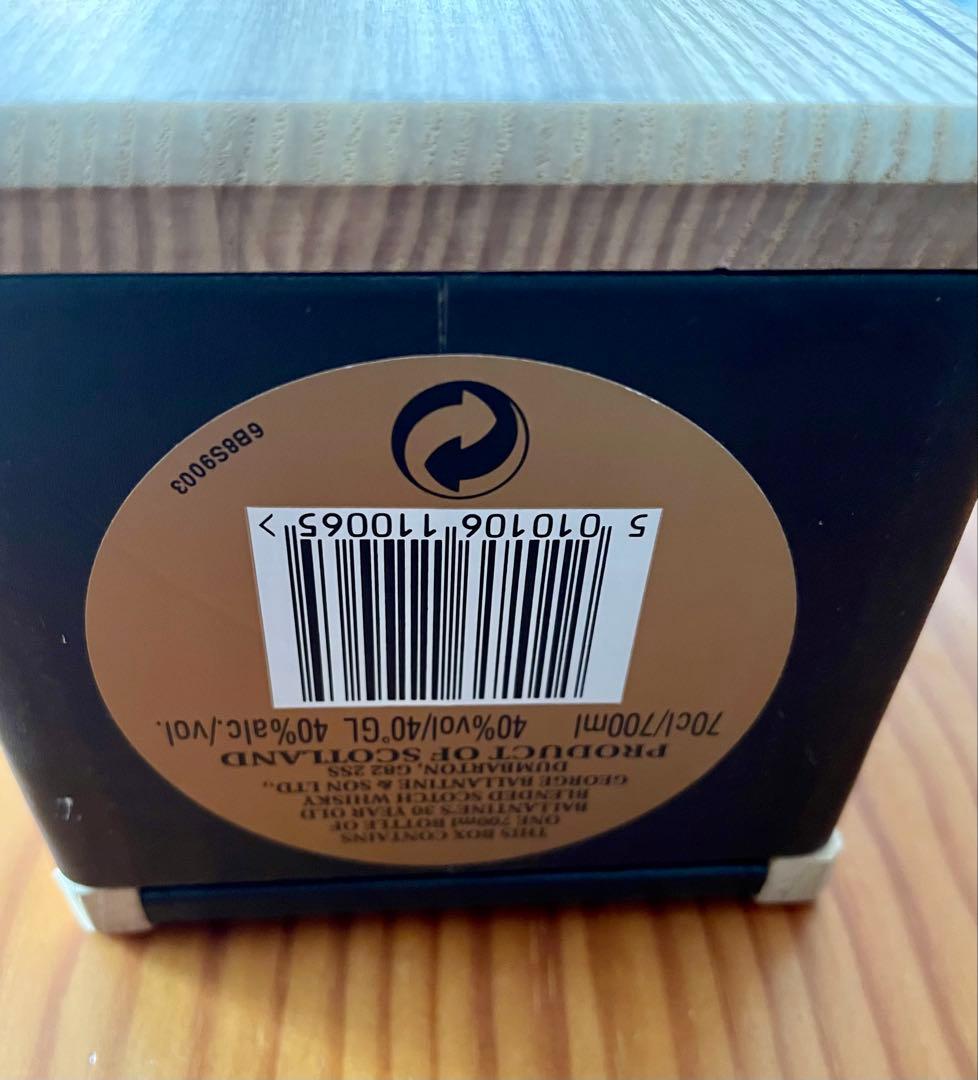 THIS BOX CONTAINS
ONE 700ml BOTTLE OF
BALLANTINE'S 30 YEAR OLD
BLENDED SCOTCH WHISKY
GEORGE BALLANTINE & SON LTD.,
DUMBARTON, G82 2SS
PRODUCT OF SCOTLAND
70cl/700ml 40%vol/40°GL 40%alc./vol.
5 010106 110065 >
6B8S9003